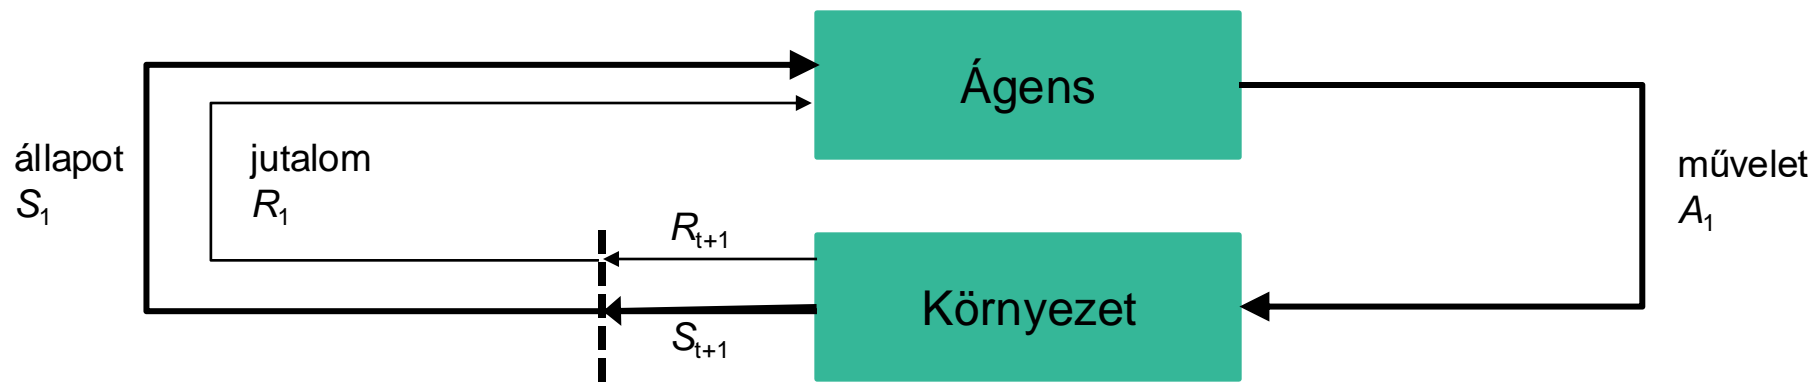 Ágens
állapot
S₁
jutalom
R₁
művelet
A₁
Rₜ₊₁
Környezet
Sₜ₊₁